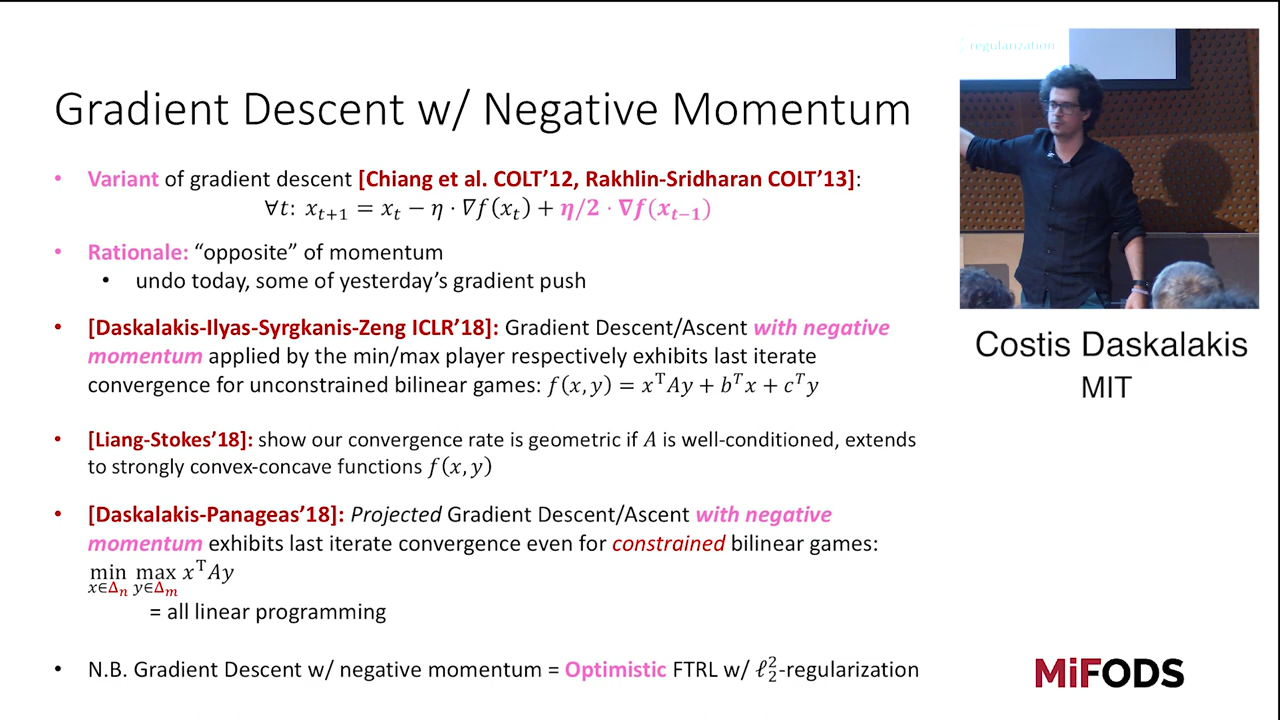 regularization
Gradient Descent w/ Negative Momentum
• Variant of gradient descent [Chiang et al. COLT’12, Rakhlin-Sridharan COLT’13]:
∀t: x_{t+1} = x_t − η · ∇f(x_t) + η/2 · ∇f(x_{t−1})
• Rationale: “opposite” of momentum
• undo today, some of yesterday’s gradient push
• [Daskalakis-Ilyas-Syrgkanis-Zeng ICLR’18]: Gradient Descent/Ascent with negative
momentum applied by the min/max player respectively exhibits last iterate
convergence for unconstrained bilinear games: f(x, y) = x^T Ay + b^T x + c^T y
• [Liang-Stokes’18]: show our convergence rate is geometric if A is well-conditioned, extends
to strongly convex-concave functions f(x, y)
• [Daskalakis-Panageas’18]: Projected Gradient Descent/Ascent with negative
momentum exhibits last iterate convergence even for constrained bilinear games:
min max x^T Ay
x∈Δ_n y∈Δ_m
= all linear programming
• N.B. Gradient Descent w/ negative momentum = Optimistic FTRL w/ ℓ_2^2-regularization
Costis Daskalakis
MIT
MiFODS